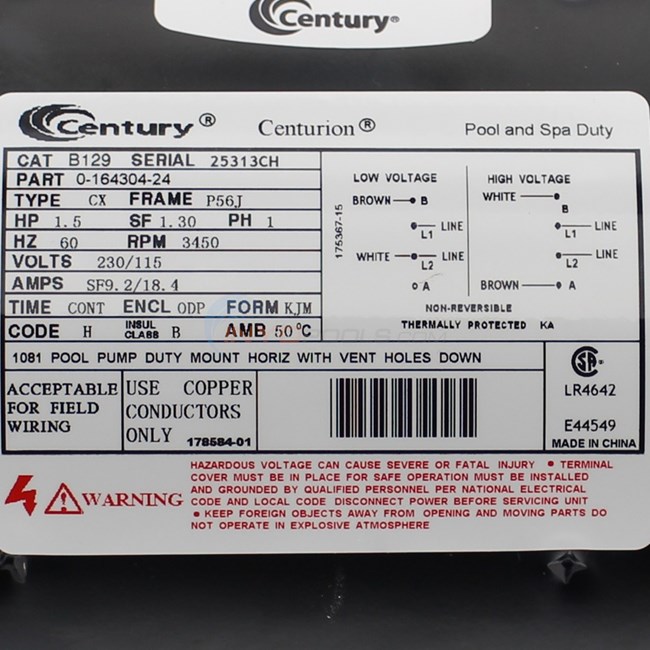 Century®
Century® Centurion® Pool and Spa Duty
CAT B129 SERIAL 25313CH
PART 0-164304-24
TYPE CX FRAME P56J
HP 1.5 SF 1.30 PH 1
HZ 60 RPM 3450
VOLTS 230/115
AMPS SF9.2/18.4
TIME CONT ENCL ODP FORM KJM
CODE H INSUL CLASS B AMB 50°C
175367-15
LOW VOLTAGE
BROWN B
L1 LINE
WHITE L2 LINE
A
HIGH VOLTAGE
WHITE B
L1 LINE
L2 LINE
BROWN A
NON-REVERSIBLE
THERMALLY PROTECTED KA
1081 POOL PUMP DUTY MOUNT HORIZ WITH VENT HOLES DOWN
ACCEPTABLE
FOR FIELD
WIRING
USE COPPER
CONDUCTORS
ONLY 178584-01
LR4642
E44549
MADE IN CHINA
WARNING
HAZARDOUS VOLTAGE CAN CAUSE SEVERE OR FATAL INJURY • TERMINAL
COVER MUST BE IN PLACE FOR SAFE OPERATION MUST BE INSTALLED
AND GROUNDED BY QUALIFIED PERSONNEL PER NATIONAL ELECTRICAL
CODE AND LOCAL CODE DISCONNECT POWER BEFORE SERVICING UNIT
• KEEP FOREIGN OBJECTS AWAY FROM OPENING AND MOVING PARTS DO
NOT OPERATE IN EXPLOSIVE ATMOSPHERE